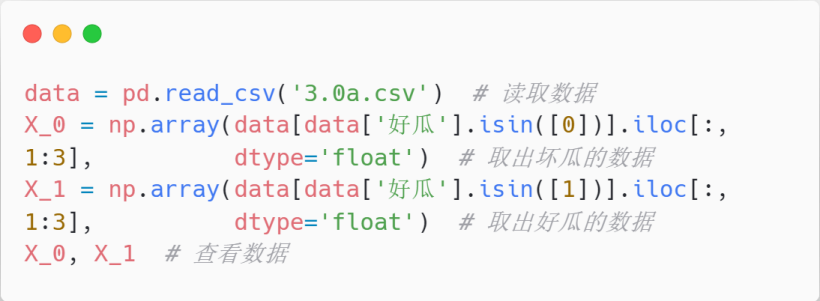 data = pd.read_csv('3.0a.csv')  # 读取数据
X_0 = np.array(data[data['好瓜'].isin([0])].iloc[:,
1:3],          dtype='float')  # 取出坏瓜的数据
X_1 = np.array(data[data['好瓜'].isin([1])].iloc[:,
1:3],          dtype='float')  # 取出好瓜的数据
X_0, X_1  # 查看数据